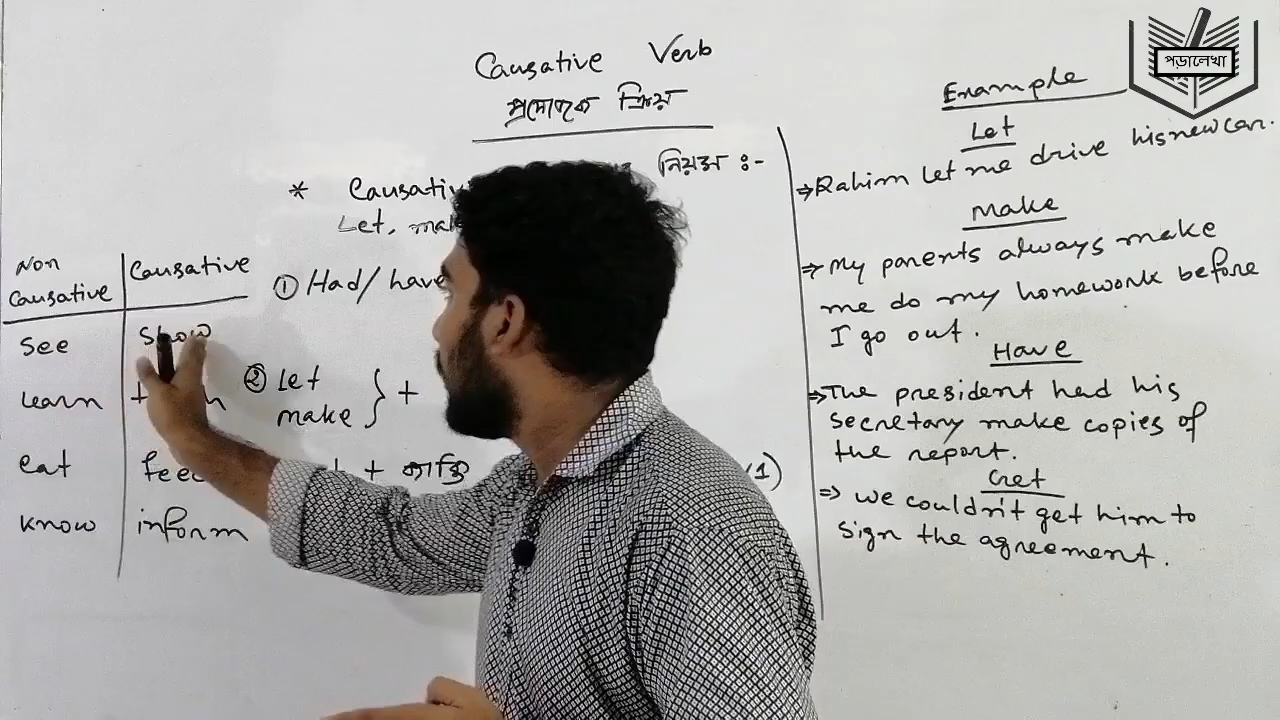 Causative Verb
প্রযোজক ক্রিয়া
নিয়ম :-
* Causativ
Let, mak
① Had/ have
② Let
make } +
+ ব্যক্তি
1)
Non
Causative
Causative
see
show
learn
eat
feed
know
inform
Example
Let
⇒ Rahim Let me drive his new car.
Make
⇒ My parents always make
me do my homework before
I go out.
Have
⇒ The president had his
secretary make copies of
the report.
Get
⇒ we couldn't get him to
sign the agreement.
পড়ালেখা